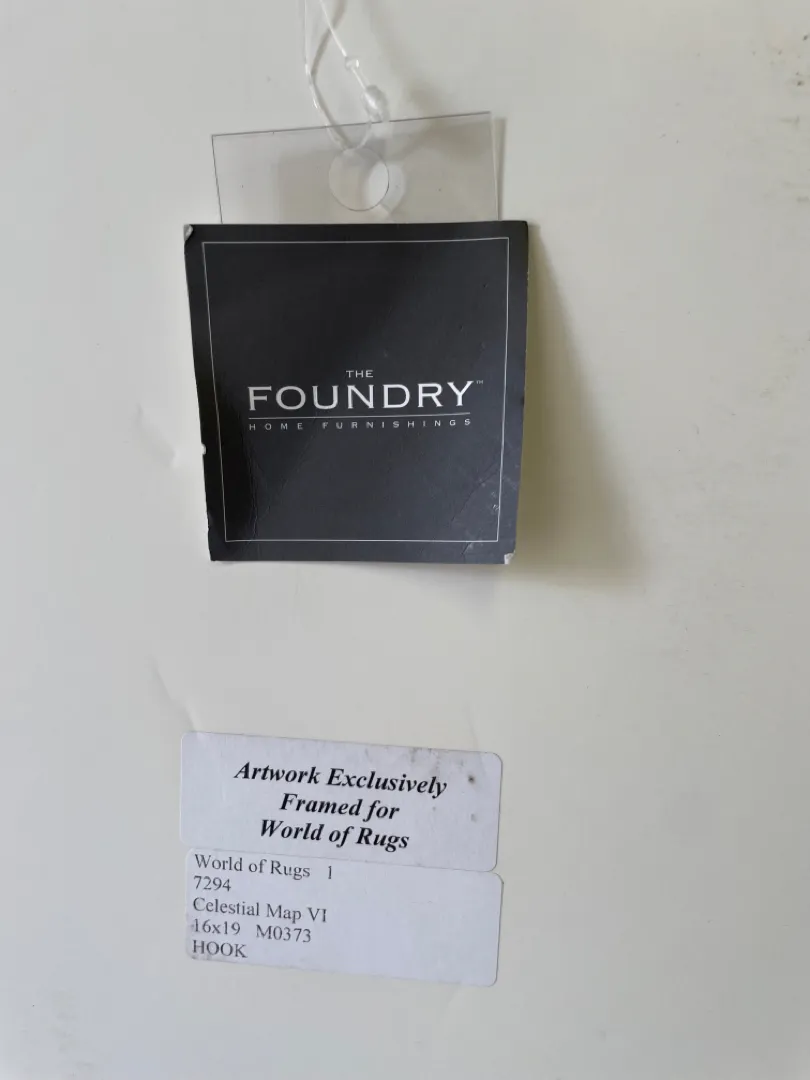 THE
FOUNDRY™
HOME FURNISHINGS
Artwork Exclusively
Framed for
World of Rugs
World of Rugs 1
7294
Celestial Map VI
16x19 M0373
HOOK